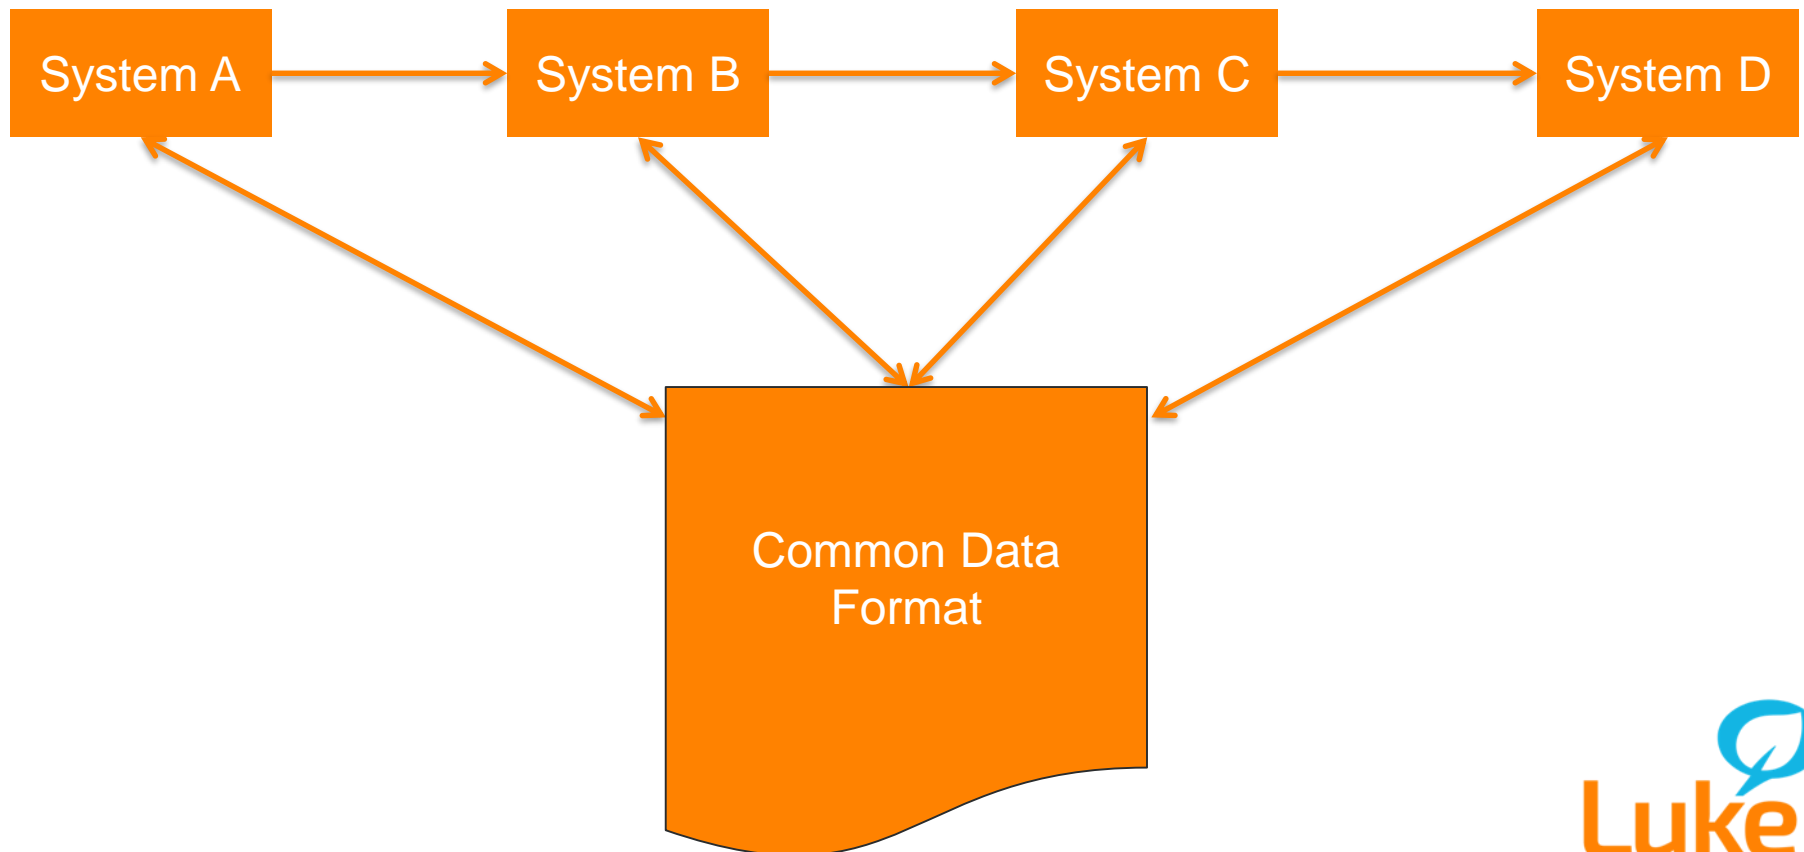 System A
System B
System C
System D
Common Data
Format
Luke